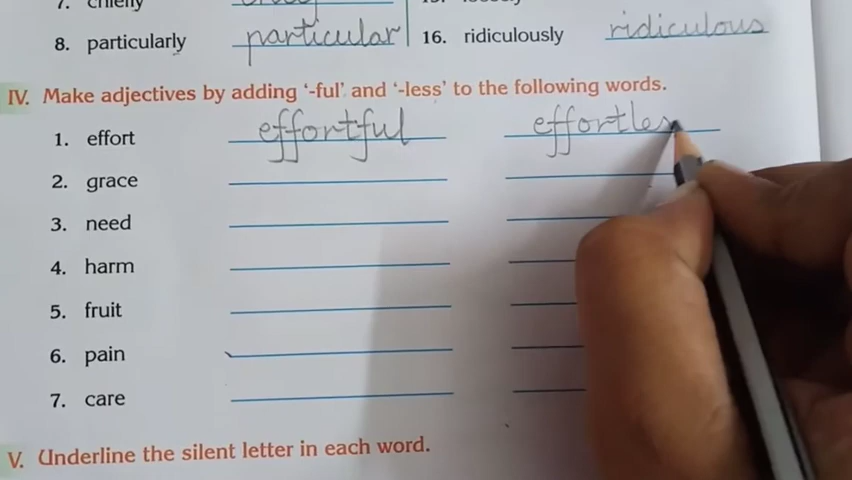 7. chiefly
8. particularly particular 16. ridiculously ridiculous
IV. Make adjectives by adding '-ful' and '-less' to the following words.
1. effort effortful effortles
2. grace
3. need
4. harm
5. fruit
6. pain
7. care
V. Underline the silent letter in each word.